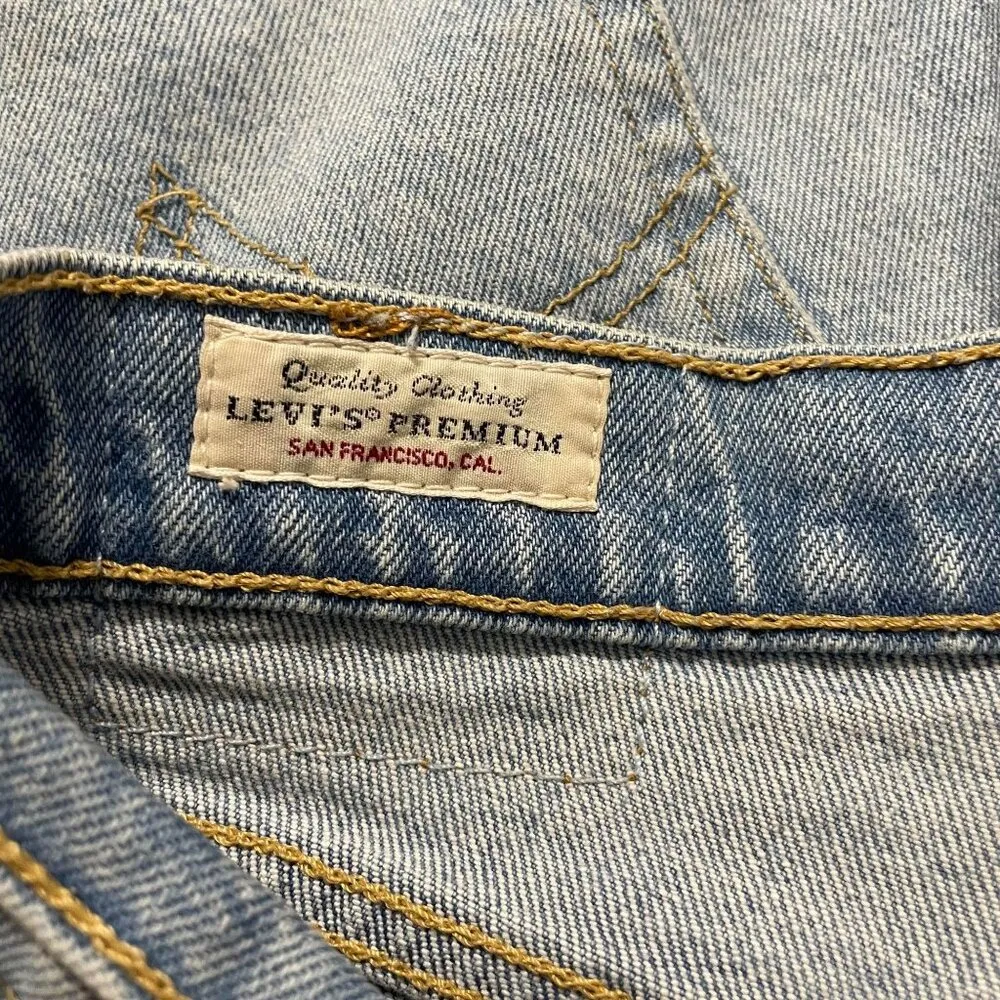 Quality Clothing
LEVI'S® PREMIUM
SAN FRANCISCO, CAL.